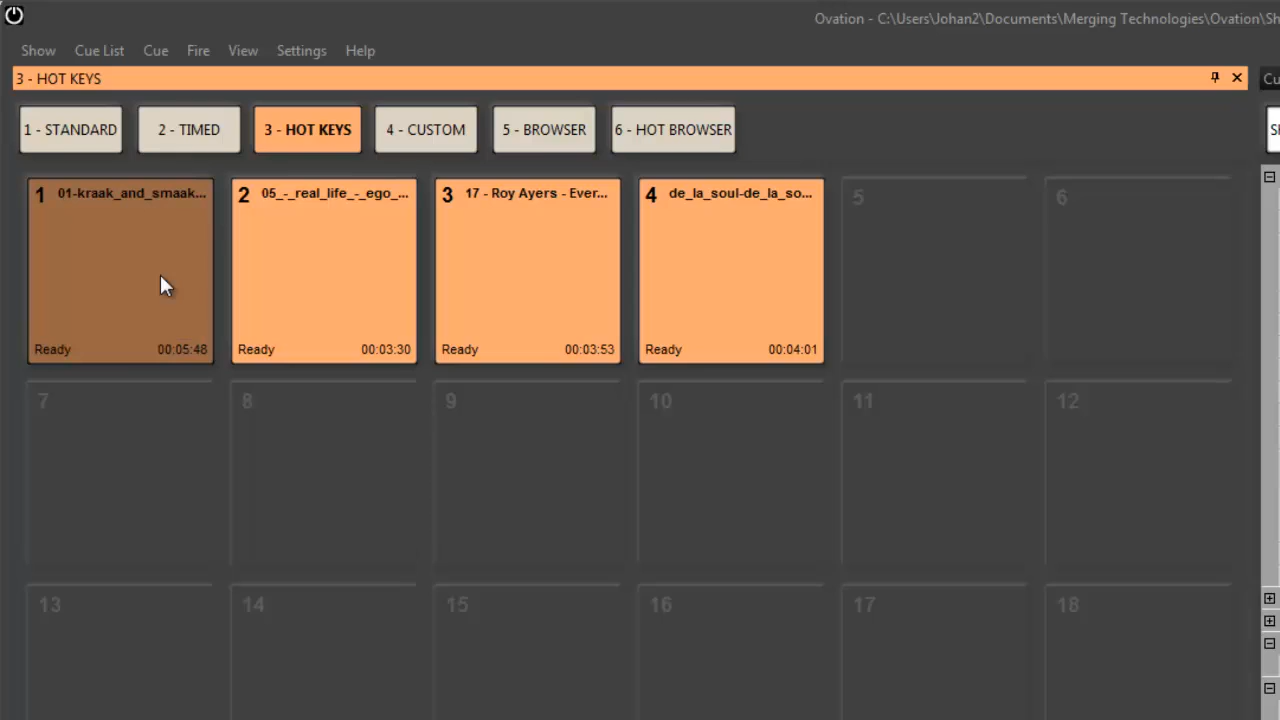 Ovation - C:\Users\Johan2\Documents\Merging Technologies\Ovation\Sh
Show Cue List Cue Fire View Settings Help
3 - HOT KEYS
Cu
1 - STANDARD 2 - TIMED 3 - HOT KEYS 4 - CUSTOM 5 - BROWSER 6 - HOT BROWSER
1 01-kraak_and_smaak...
Ready 00:05:48
2 05_-_real_life_-_ego_...
Ready 00:03:30
3 17 - Roy Ayers - Ever...
Ready 00:03:53
4 de_la_soul-de_la_so...
Ready 00:04:01
5 6
7 8 9 10 11 12
13 14 15 16 17 18